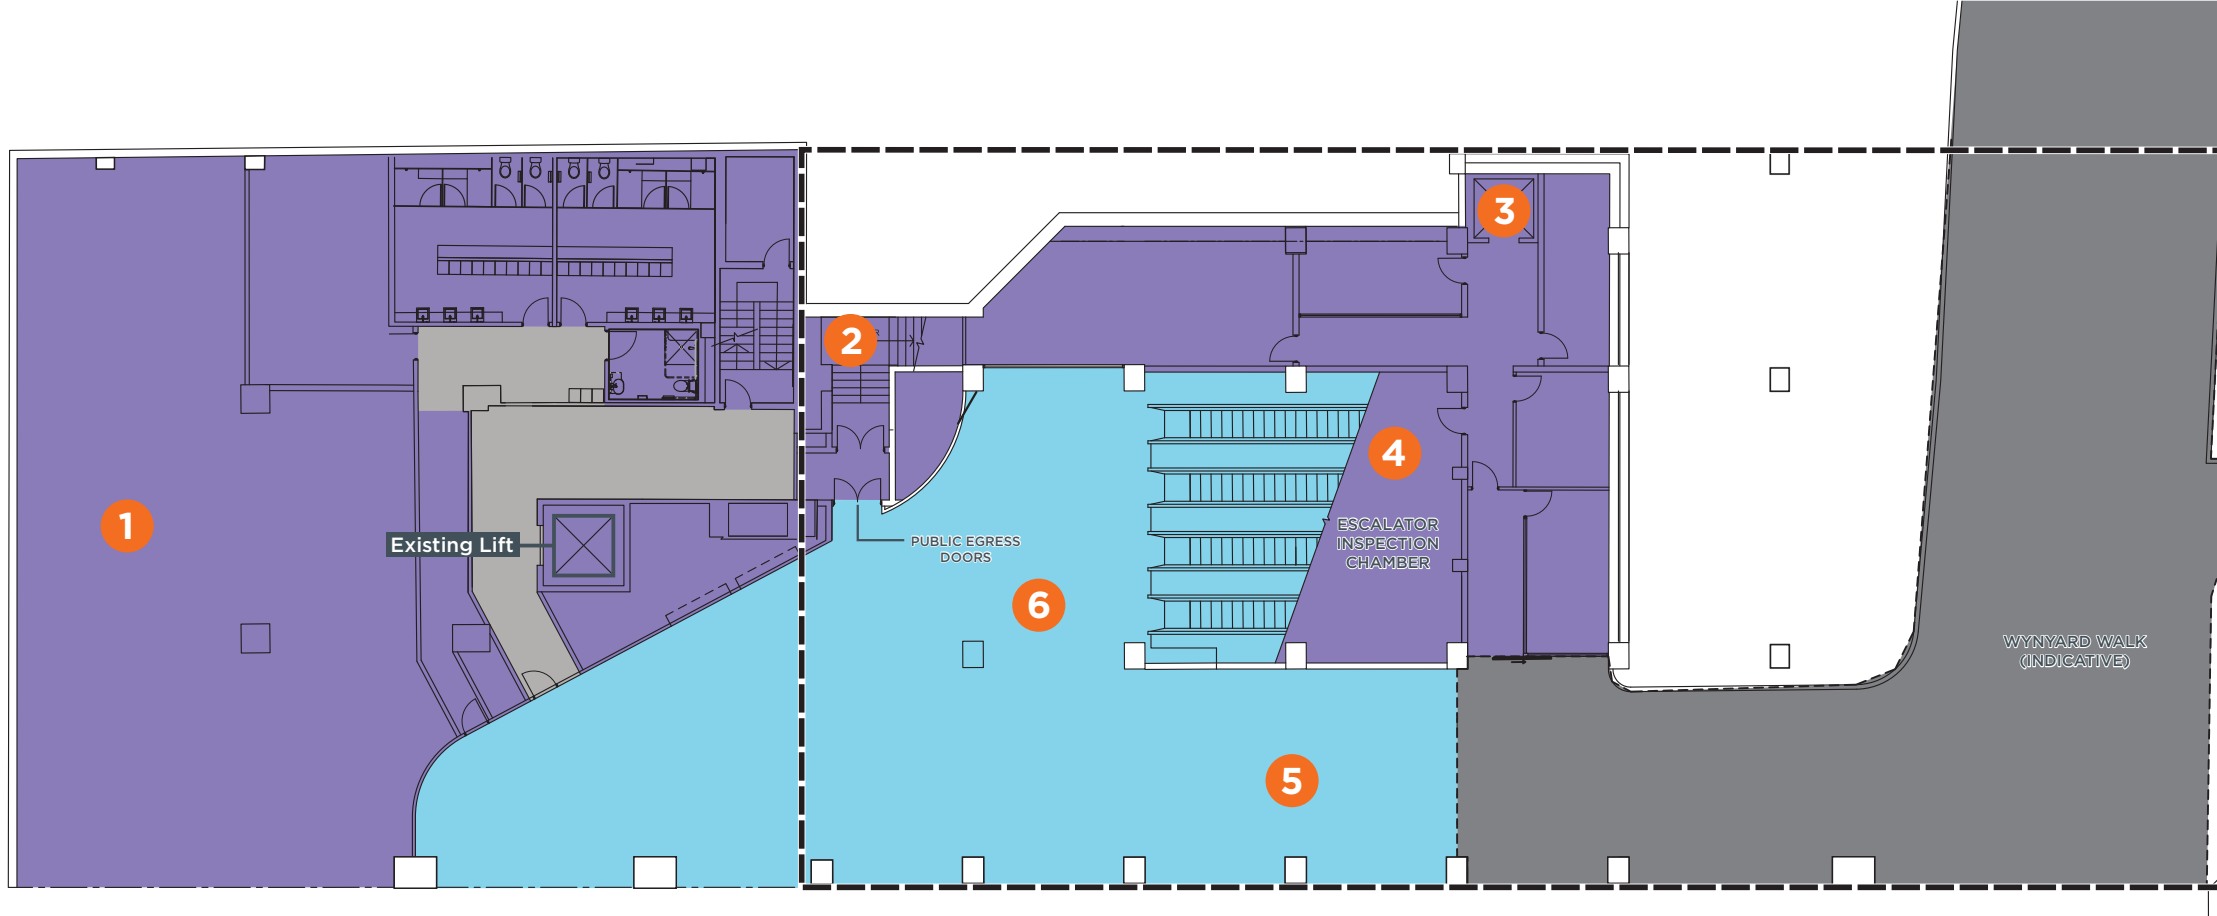 3
2
4
1
ESCALATOR
INSPECTION
CHAMBER
Existing Lift
PUBLIC EGRESS
DOORS
6
WYNYARD WALK
(INDICATIVE)
5